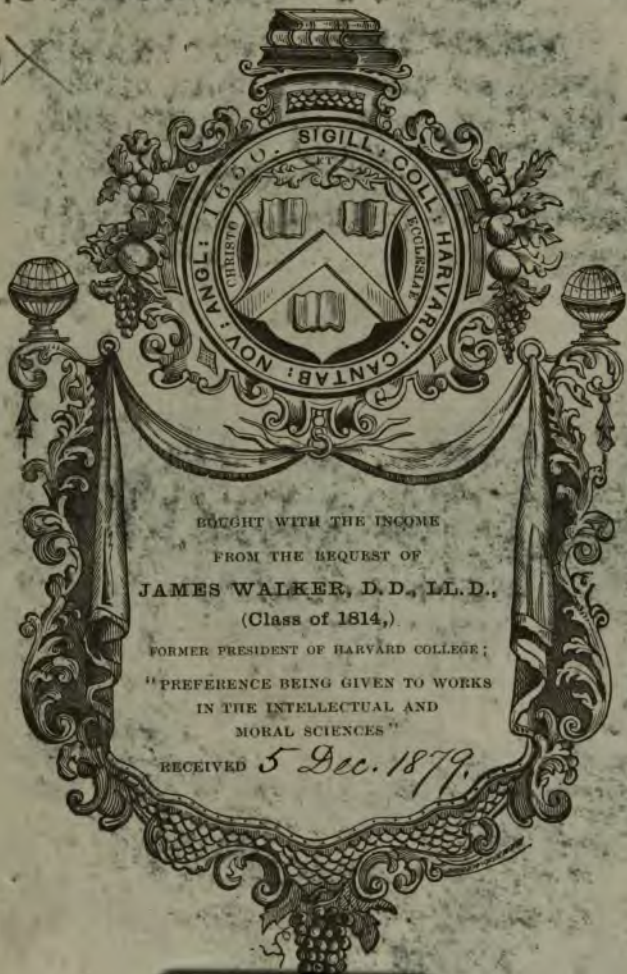 SIGILL: COLL: HARVARD: CANTAB: NOV: ANGL: 1650.
CHRISTO
ET
ECCLESIAE
BOUGHT WITH THE INCOME
FROM THE BEQUEST OF
JAMES WALKER, D.D., LL.D.,
(Class of 1814,)
FORMER PRESIDENT OF HARVARD COLLEGE;
"PREFERENCE BEING GIVEN TO WORKS
IN THE INTELLECTUAL AND
MORAL SCIENCES"
RECEIVED 5 Dec. 1879.